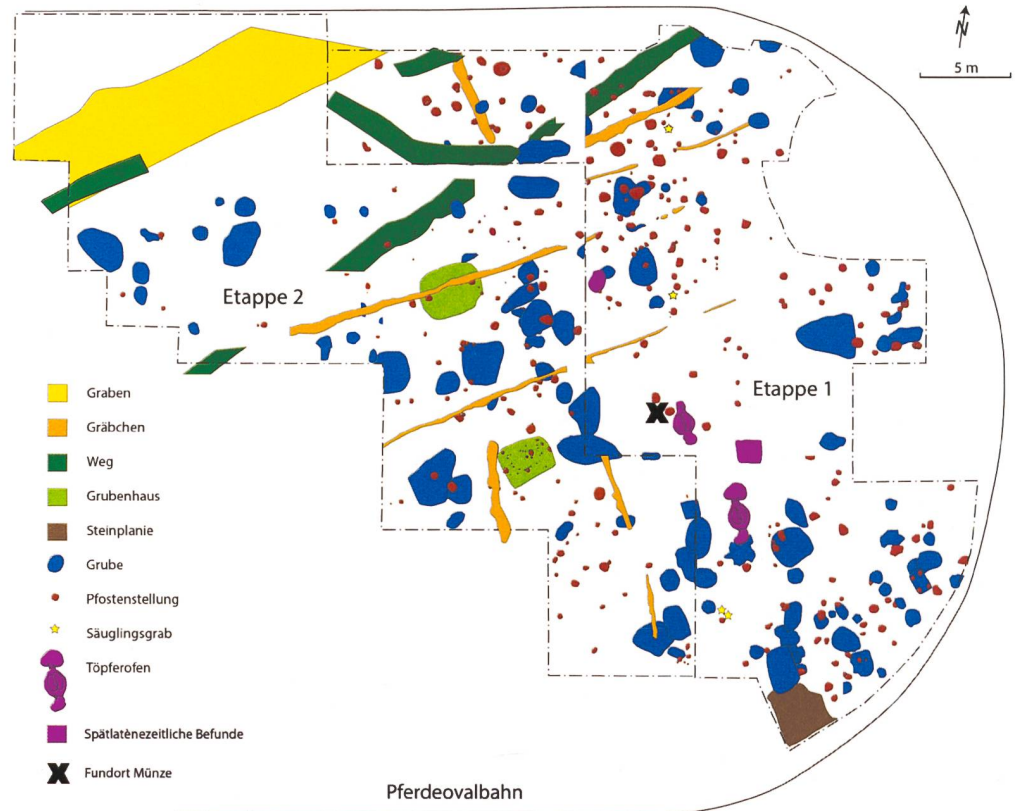 N
5 m
Etappe 2
Etappe 1
Graben
Gräbchen
Weg
Grubenhaus
Steinplanie
Grube
Pfostenstellung
Säuglingsgrab
Töpferofen
Spätlatènezeitliche Befunde
Fundort Münze
Pferdeovalbahn